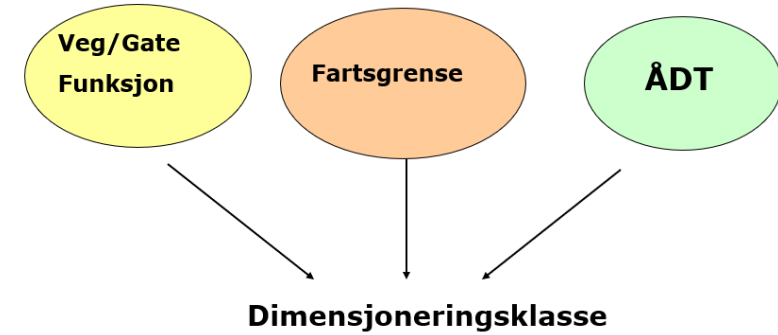 Veg/Gate
Funksjon
Fartsgrense
ÅDT
Dimensjoneringsklasse